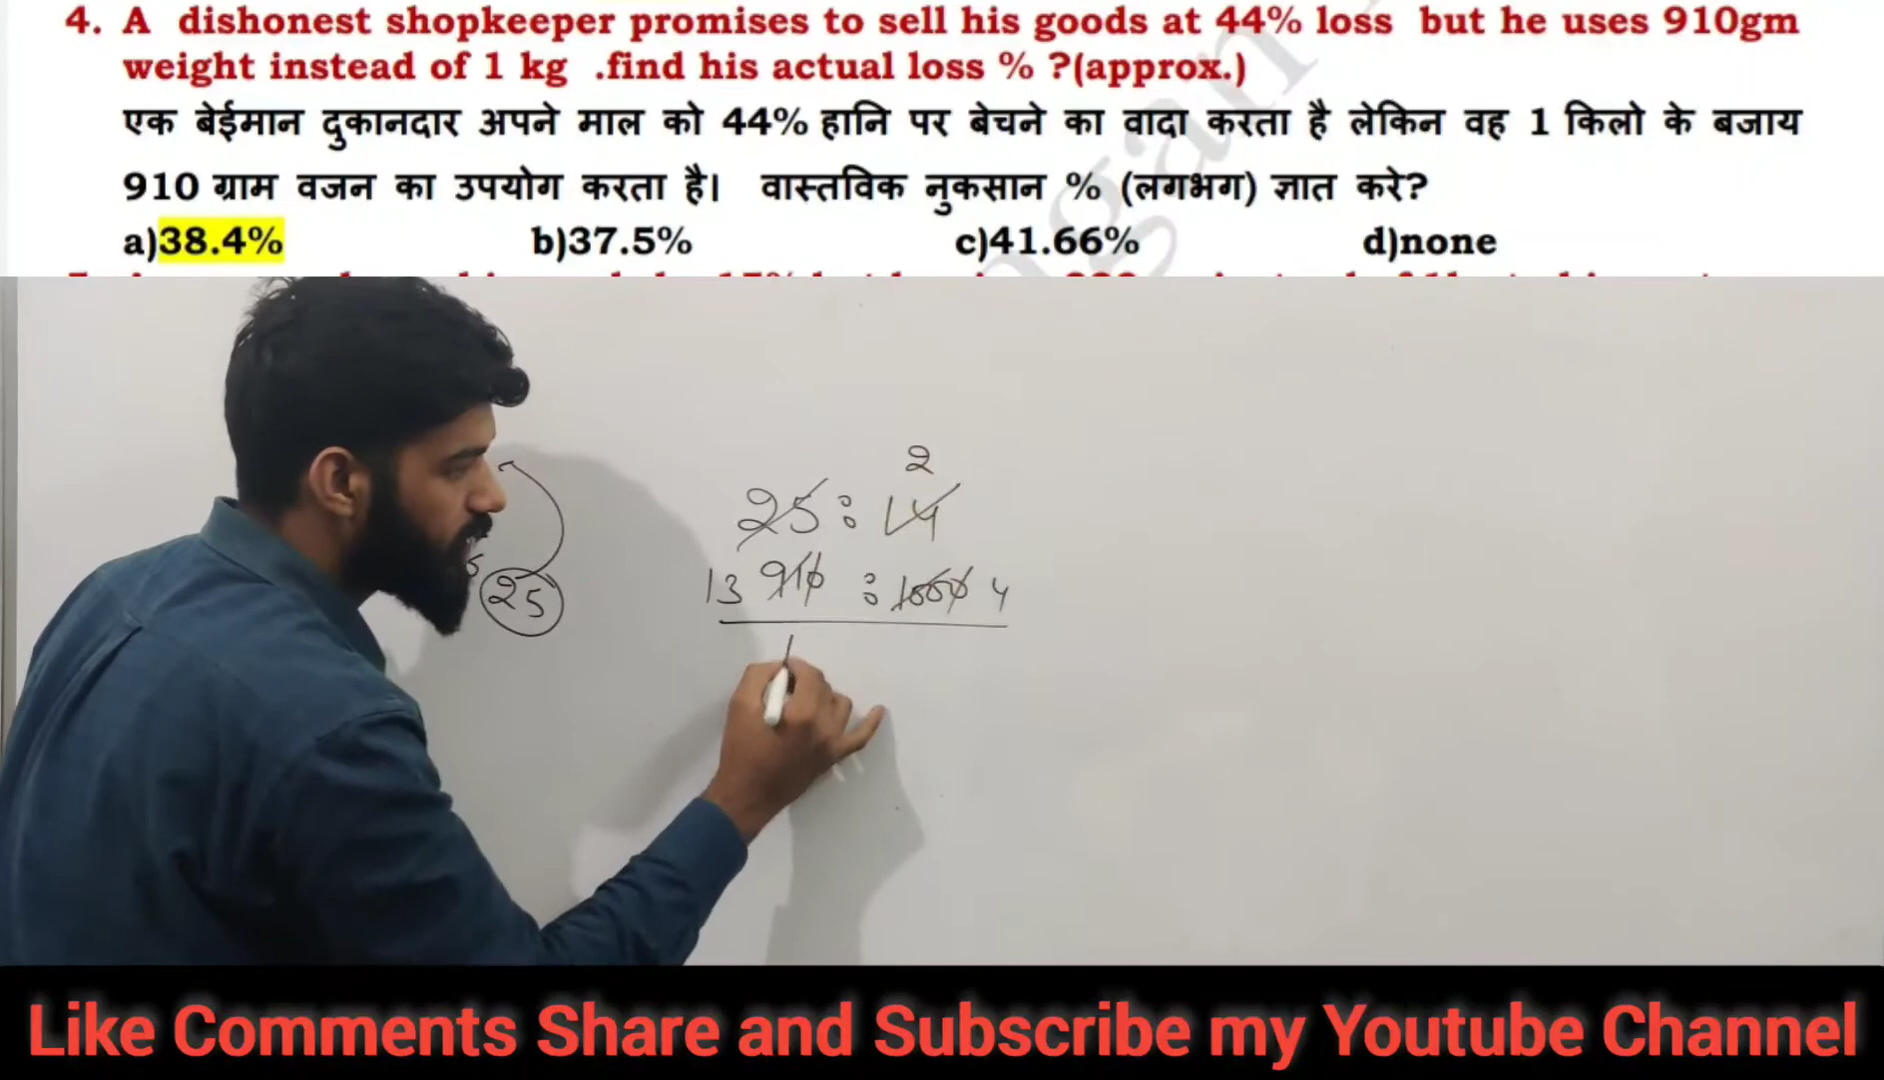 4. A dishonest shopkeeper promises to sell his goods at 44% loss but he uses 910gm
weight instead of 1 kg .find his actual loss % ?(approx.)
एक बेईमान दुकानदार अपने माल को 44% हानि पर बेचने का वादा करता है लेकिन वह 1 किलो के बजाय
910 ग्राम वजन का उपयोग करता है। वास्तविक नुकसान % (लगभग) ज्ञात करे?
a)38.4% b)37.5% c)41.66% d)none
2
25 : 14
13 910 : 1000 4
25
Like Comments Share and Subscribe my Youtube Channel